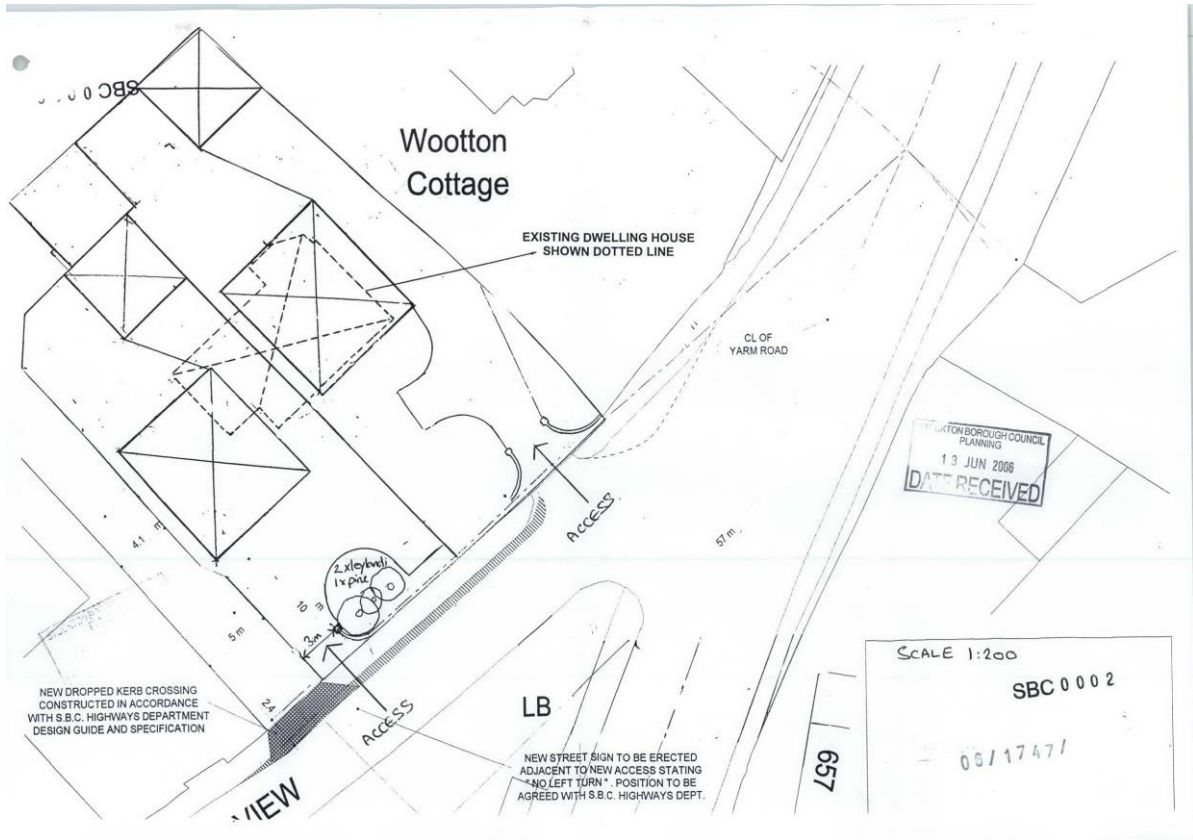 SBC 0 0
Wootton
Cottage
EXISTING DWELLING HOUSE
SHOWN DOTTED LINE
CL OF
YARM ROAD
BOROUGH COUNCIL
PLANNING
13 JUN 2006
DATE RECEIVED
ACCESS
57 m
2 x leylandi
1 x pine
4.1 m
10 m
5 m
3m
2.4
NEW DROPPED KERB CROSSING
CONSTRUCTED IN ACCORDANCE
WITH S.B.C. HIGHWAYS DEPARTMENT
DESIGN GUIDE AND SPECIFICATION
ACCESS
LB
NEW STREET SIGN TO BE ERECTED
ADJACENT TO NEW ACCESS STATING
"NO LEFT TURN". POSITION TO BE
AGREED WITH S.B.C. HIGHWAYS DEPT.
VIEW
657
SCALE 1:200
SBC 0002
06/1747/